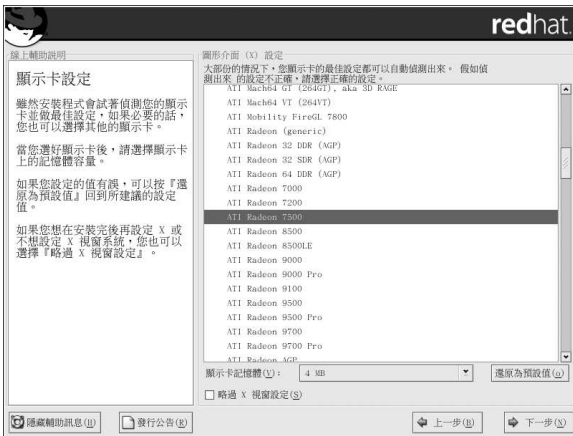 redhat.
線上輔助說明
顯示卡設定
雖然安裝程式會試著偵測您的顯示
卡並做最佳設定，如果必要的話，
您也可以選擇其他的顯示卡。
當您選好顯示卡後，請選擇顯示卡
上的記憶體容量。
如果您設定的值有誤，可以按『還
原為預設值』回到所建議的設定
值。
如果您想在安裝完後再設定 X 或
不想設定 X 視窗系統，您也可以
選擇『略過 X 視窗設定』。
圖形介面 (X) 設定
大部份的情況下，您顯示卡的最佳設定都可以自動偵測出來。 假如偵
測出來 的設定不正確，請選擇正確的設定。
ATI Mach64 GT (264GT), aka 3D RAGE
ATI Mach64 VT (264VT)
ATI Mobility FireGL 7800
ATI Radeon (generic)
ATI Radeon 32 DDR (AGP)
ATI Radeon 32 SDR (AGP)
ATI Radeon 64 DDR (AGP)
ATI Radeon 7000
ATI Radeon 7200
ATI Radeon 7500
ATI Radeon 8500
ATI Radeon 8500LE
ATI Radeon 9000
ATI Radeon 9000 Pro
ATI Radeon 9100
ATI Radeon 9500
ATI Radeon 9500 Pro
ATI Radeon 9700
ATI Radeon 9700 Pro
ATI Radeon AGP
顯示卡記憶體(V)： 4 MB 還原為預設值(o)
略過 X 視窗設定(S)
隱藏輔助訊息(H) 發行公告(R) 上一步(B) 下一步(N)